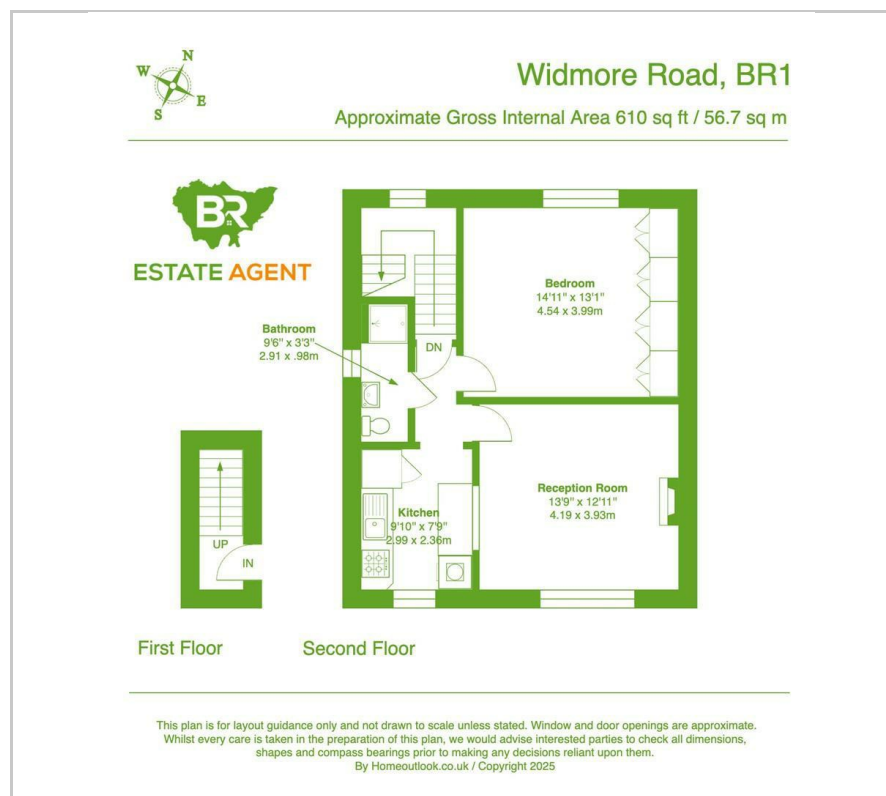 N
W
E
S
Widmore Road, BR1
Approximate Gross Internal Area 610 sq ft / 56.7 sq m
BR
ESTATE AGENT
Bedroom
14'11" x 13'1"
4.54 x 3.99m
Bathroom
9'6" x 3'3"
2.91 x .98m
DN
Reception Room
13'9" x 12'11"
4.19 x 3.93m
Kitchen
9'10" x 7'9"
2.99 x 2.36m
UP
IN
First Floor
Second Floor
This plan is for layout guidance only and not drawn to scale unless stated. Window and door openings are approximate.
Whilst every care is taken in the preparation of this plan, we would advise interested parties to check all dimensions,
shapes and compass bearings prior to making any decisions reliant upon them.
By Homeoutlook.co.uk / Copyright 2025